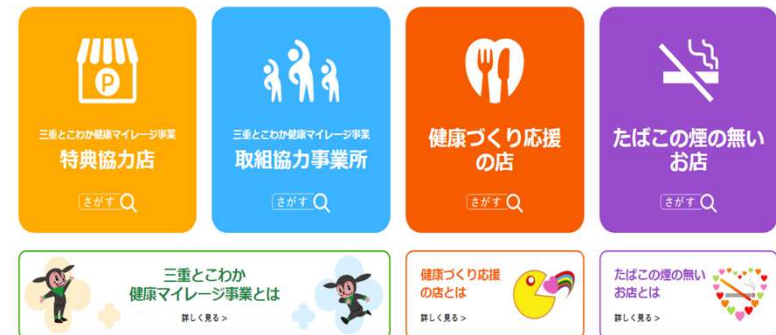 P
三重とこわか健康マイレージ事業
特典協力店
さがす
三重とこわか健康マイレージ事業
取組協力事業所
さがす
健康づくり応援
の店
さがす
たばこの煙の無い
お店
さがす
三重とこわか
健康マイレージ事業とは
詳しく見る >
健康づくり応援
の店とは
詳しく見る >
たばこの煙の無い
お店とは
詳しく見る >